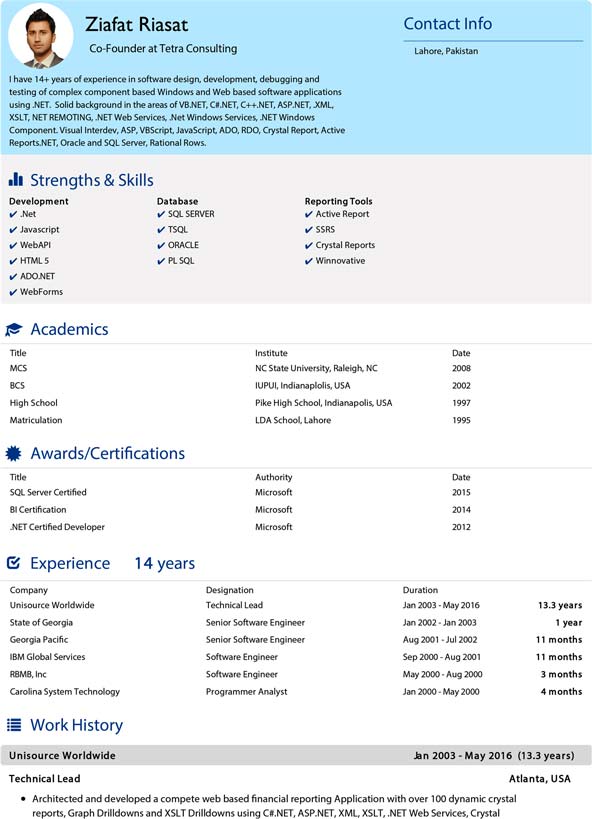 Ziafat Riasat
Co-Founder at Tetra Consulting
Contact Info
Lahore, Pakistan
I have 14+ years of experience in software design, development, debugging and
testing of complex component based Windows and Web based software applications
using .NET.  Solid background in the areas of VB.NET, C#.NET, C++.NET, ASP.NET, .XML,
XSLT, NET REMOTING, .NET Web Services, .Net Windows Services, .NET Windows
Component. Visual Interdev, ASP, VBScript, JavaScript, ADO, RDO, Crystal Report, Active
Reports.NET, Oracle and SQL Server, Rational Rows.
Strengths & Skills
Development Database Reporting Tools
✔ .Net ✔ SQL SERVER ✔ Active Report
✔ Javascript ✔ TSQL ✔ SSRS
✔ WebAPI ✔ ORACLE ✔ Crystal Reports
✔ HTML 5 ✔ PL SQL ✔ Winnovative
✔ ADO.NET
✔ WebForms
Academics
Title Institute Date
MCS NC State University, Raleigh, NC 2008
BCS IUPUI, Indianaplolis, USA 2002
High School Pike High School, Indianapolis, USA 1997
Matriculation LDA School, Lahore 1995
Awards/Certifications
Title Authority Date
SQL Server Certified Microsoft 2015
BI Certification Microsoft 2014
.NET Certified Developer Microsoft 2012
Experience 14 years
Company Designation Duration
Unisource Worldwide Technical Lead Jan 2003 - May 2016 13.3 years
State of Georgia Senior Software Engineer Jan 2002 - Jan 2003 1 year
Georgia Pacific Senior Software Engineer Aug 2001 - Jul 2002 11 months
IBM Global Services Software Engineer Sep 2000 - Aug 2001 11 months
RBMB, Inc Software Engineer May 2000 - Aug 2000 3 months
Carolina System Technology Programmer Analyst Jan 2000 - May 2000 4 months
Work History
Unisource Worldwide Jan 2003 - May 2016 (13.3 years)
Technical Lead Atlanta, USA
• Architected and developed a compete web based financial reporting Application with over 100 dynamic crystal
reports, Graph Drilldowns and XSLT Drilldowns using C#.NET, ASP.NET, XML, XSLT, .NET Web Services, Crystal